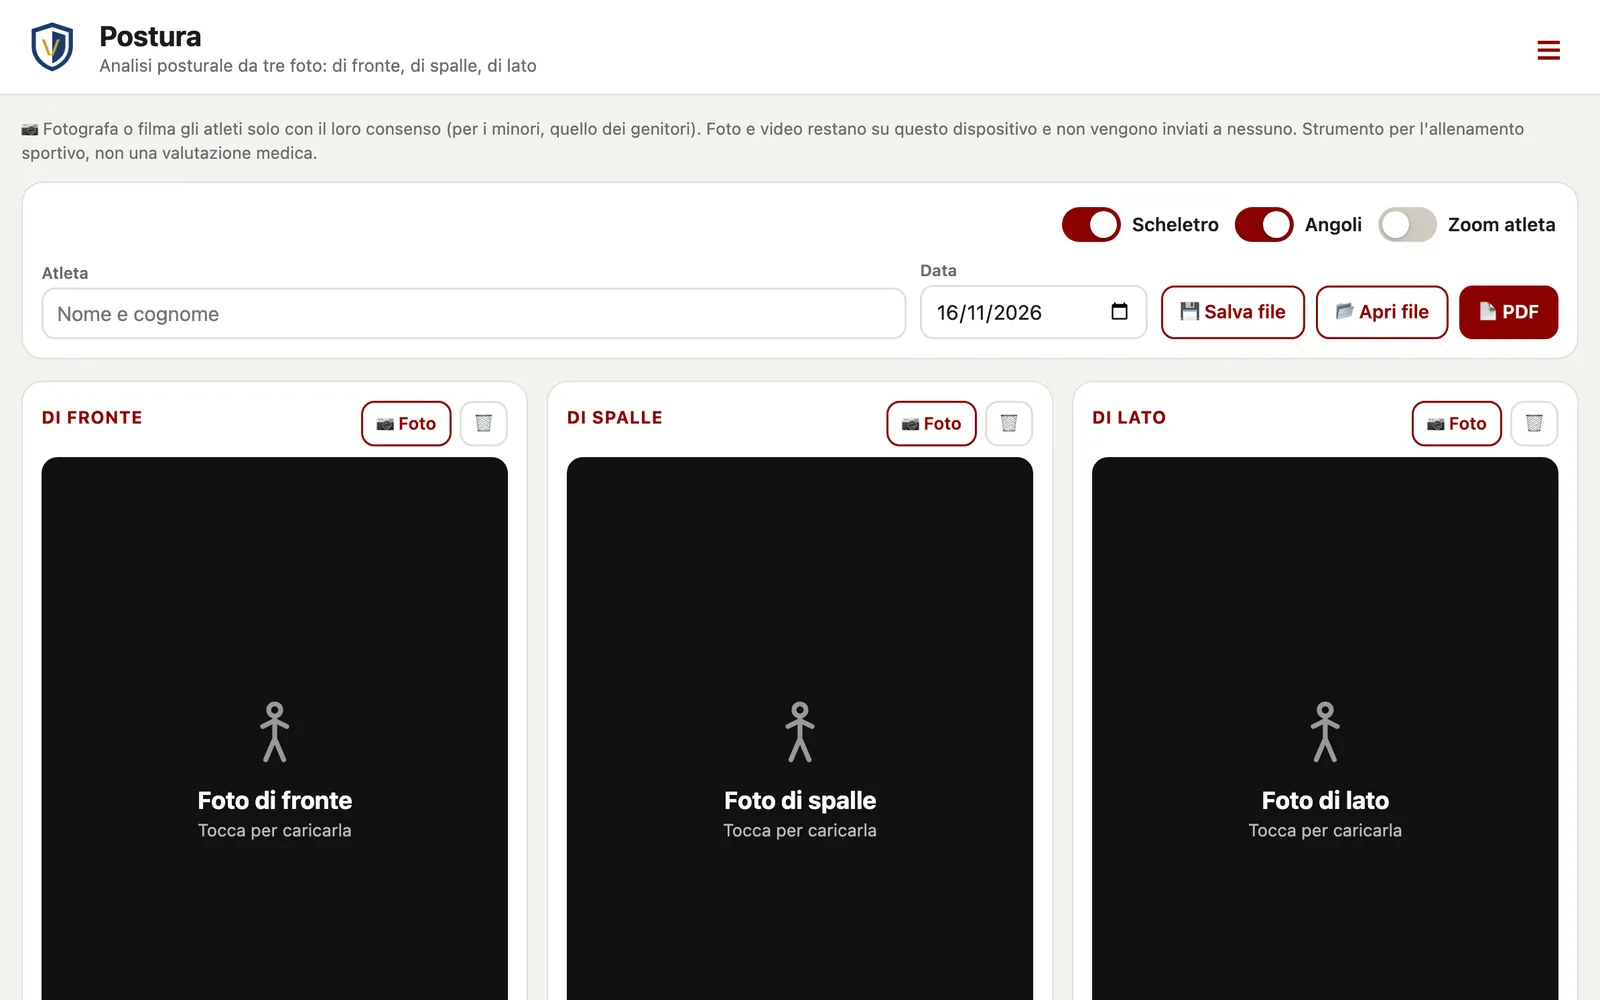 Postura
Analisi posturale da tre foto: di fronte, di spalle, di lato
📷 Fotografa o filma gli atleti solo con il loro consenso (per i minori, quello dei genitori). Foto e video restano su questo dispositivo e non vengono inviati a nessuno. Strumento per l'allenamento
sportivo, non una valutazione medica.
Scheletro
Angoli
Zoom atleta
Atleta
Nome e cognome
Data
16/11/2026
💾 Salva file
📂 Apri file
📄 PDF
DI FRONTE
📷 Foto
Foto di fronte
Tocca per caricarla
DI SPALLE
📷 Foto
Foto di spalle
Tocca per caricarla
DI LATO
📷 Foto
Foto di lato
Tocca per caricarla